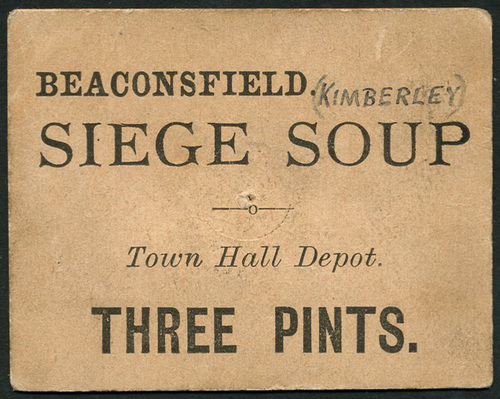 BEACONSFIELD. (KIMBERLEY)
SIEGE SOUP
Town Hall Depot.
THREE PINTS.